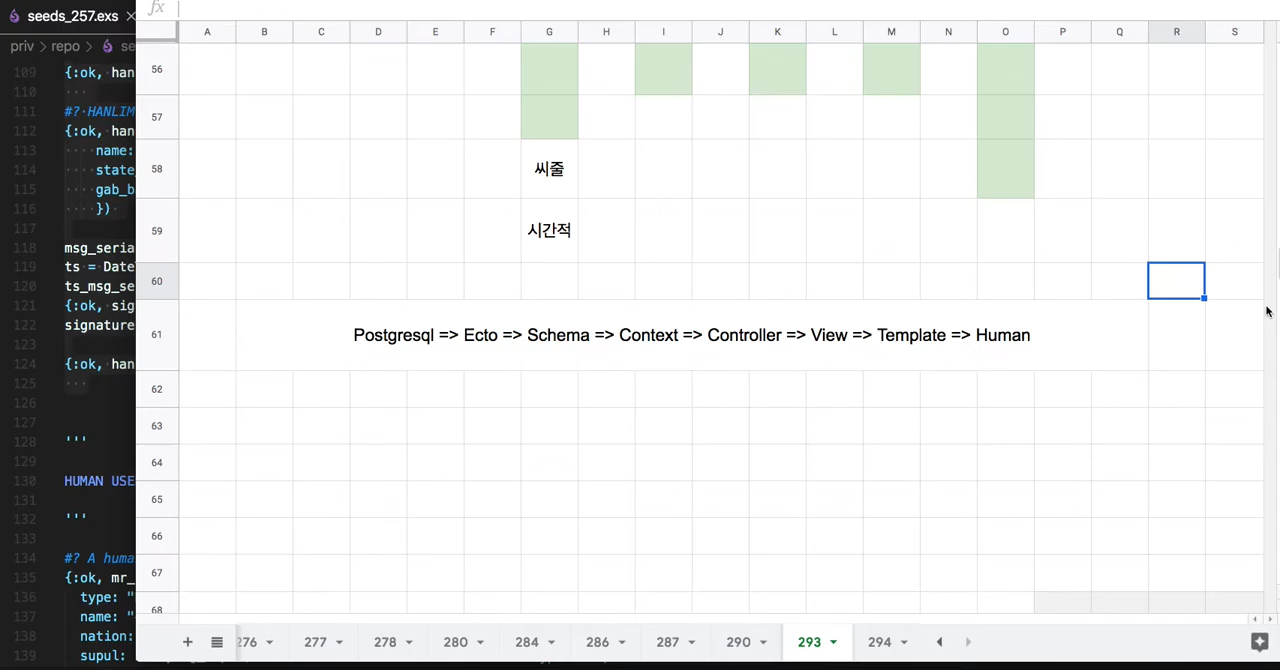 seeds_257.exs
fx
priv > repo > se
A B C D E F G H I J K L M N O P Q R S
109 {:ok, han
110
111 #? HANLIM
112 {:ok, han
113 name:
114 state
115 gab_b
116 })
117
118 msg_seria
119 ts = Date
120 ts_msg_se
121 {:ok, sig
122 signature
123
124 {:ok, han
125
126
127
128 '''
129
130 HUMAN USE
131
132 '''
133
134 #? A huma
135 {:ok, mr_
136 type: "
137 name: "
138 nation:
139 supul:
56
57
58 씨줄
59 시간적
60
61 Postgresql => Ecto => Schema => Context => Controller => View => Template => Human
62
63
64
65
66
67
68
+ 276 277 278 280 284 286 287 290 293 294